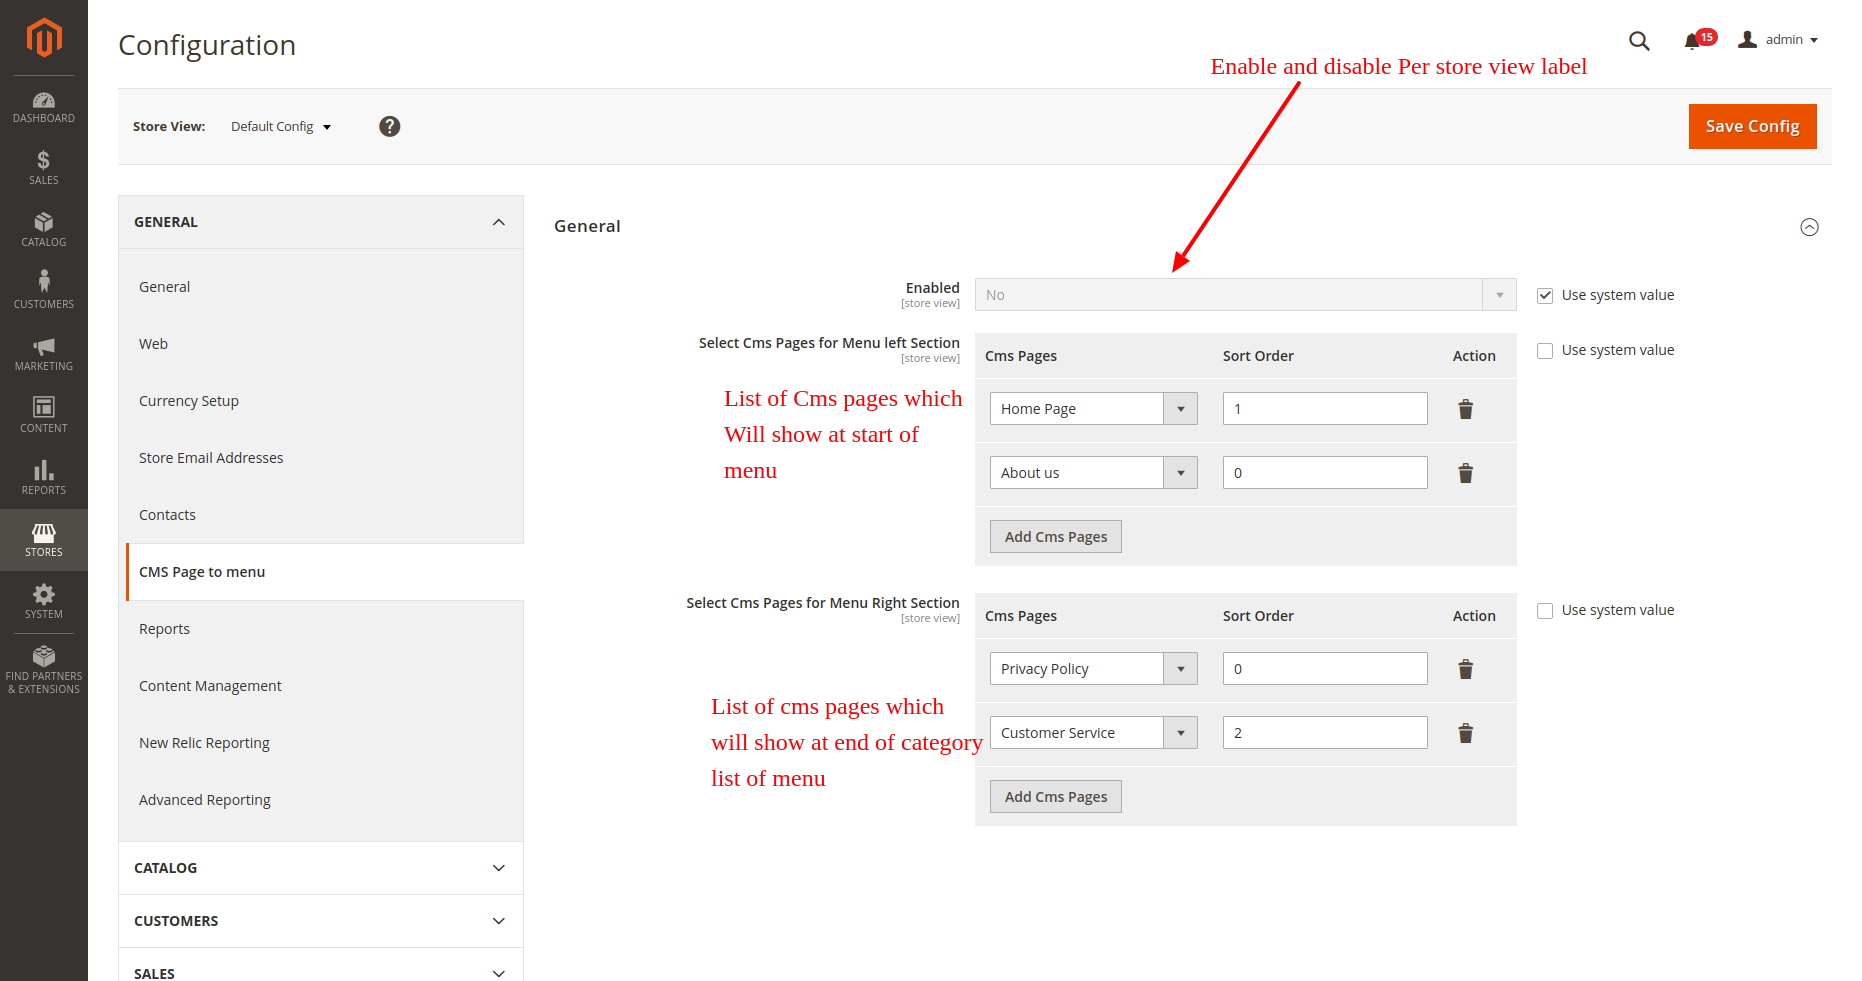 Configuration
15
admin
Enable and disable Per store view label
Store View: Default Config ?
Save Config
DASHBOARD
$
SALES
CATALOG
CUSTOMERS
MARKETING
CONTENT
REPORTS
STORES
SYSTEM
FIND PARTNERS
& EXTENSIONS
GENERAL
General
Web
Currency Setup
Store Email Addresses
Contacts
CMS Page to menu
Reports
Content Management
New Relic Reporting
Advanced Reporting
CATALOG
CUSTOMERS
SALES
General
Enabled
[store view]
No
Use system value
Select Cms Pages for Menu left Section
[store view]
Cms Pages Sort Order Action
Use system value
List of Cms pages which
Will show at start of
menu
Home Page 1
About us 0
Add Cms Pages
Select Cms Pages for Menu Right Section
[store view]
Cms Pages Sort Order Action
Use system value
List of cms pages which
will show at end of category
list of menu
Privacy Policy 0
Customer Service 2
Add Cms Pages